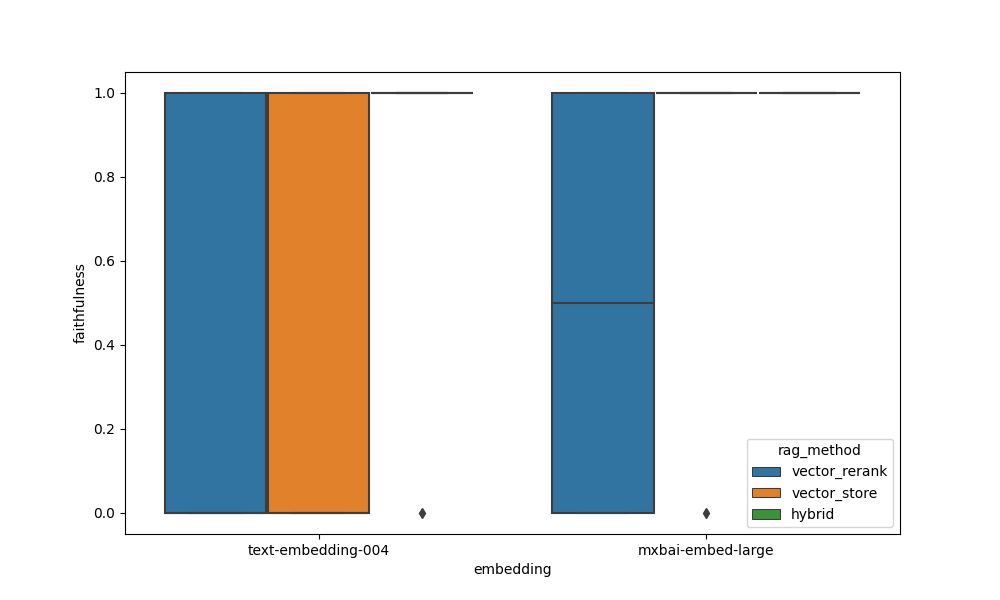 1.0
0.8
0.6
0.4
0.2
0.0
faithfulness
text-embedding-004
mxbai-embed-large
embedding
rag_method
vector_rerank
vector_store
hybrid